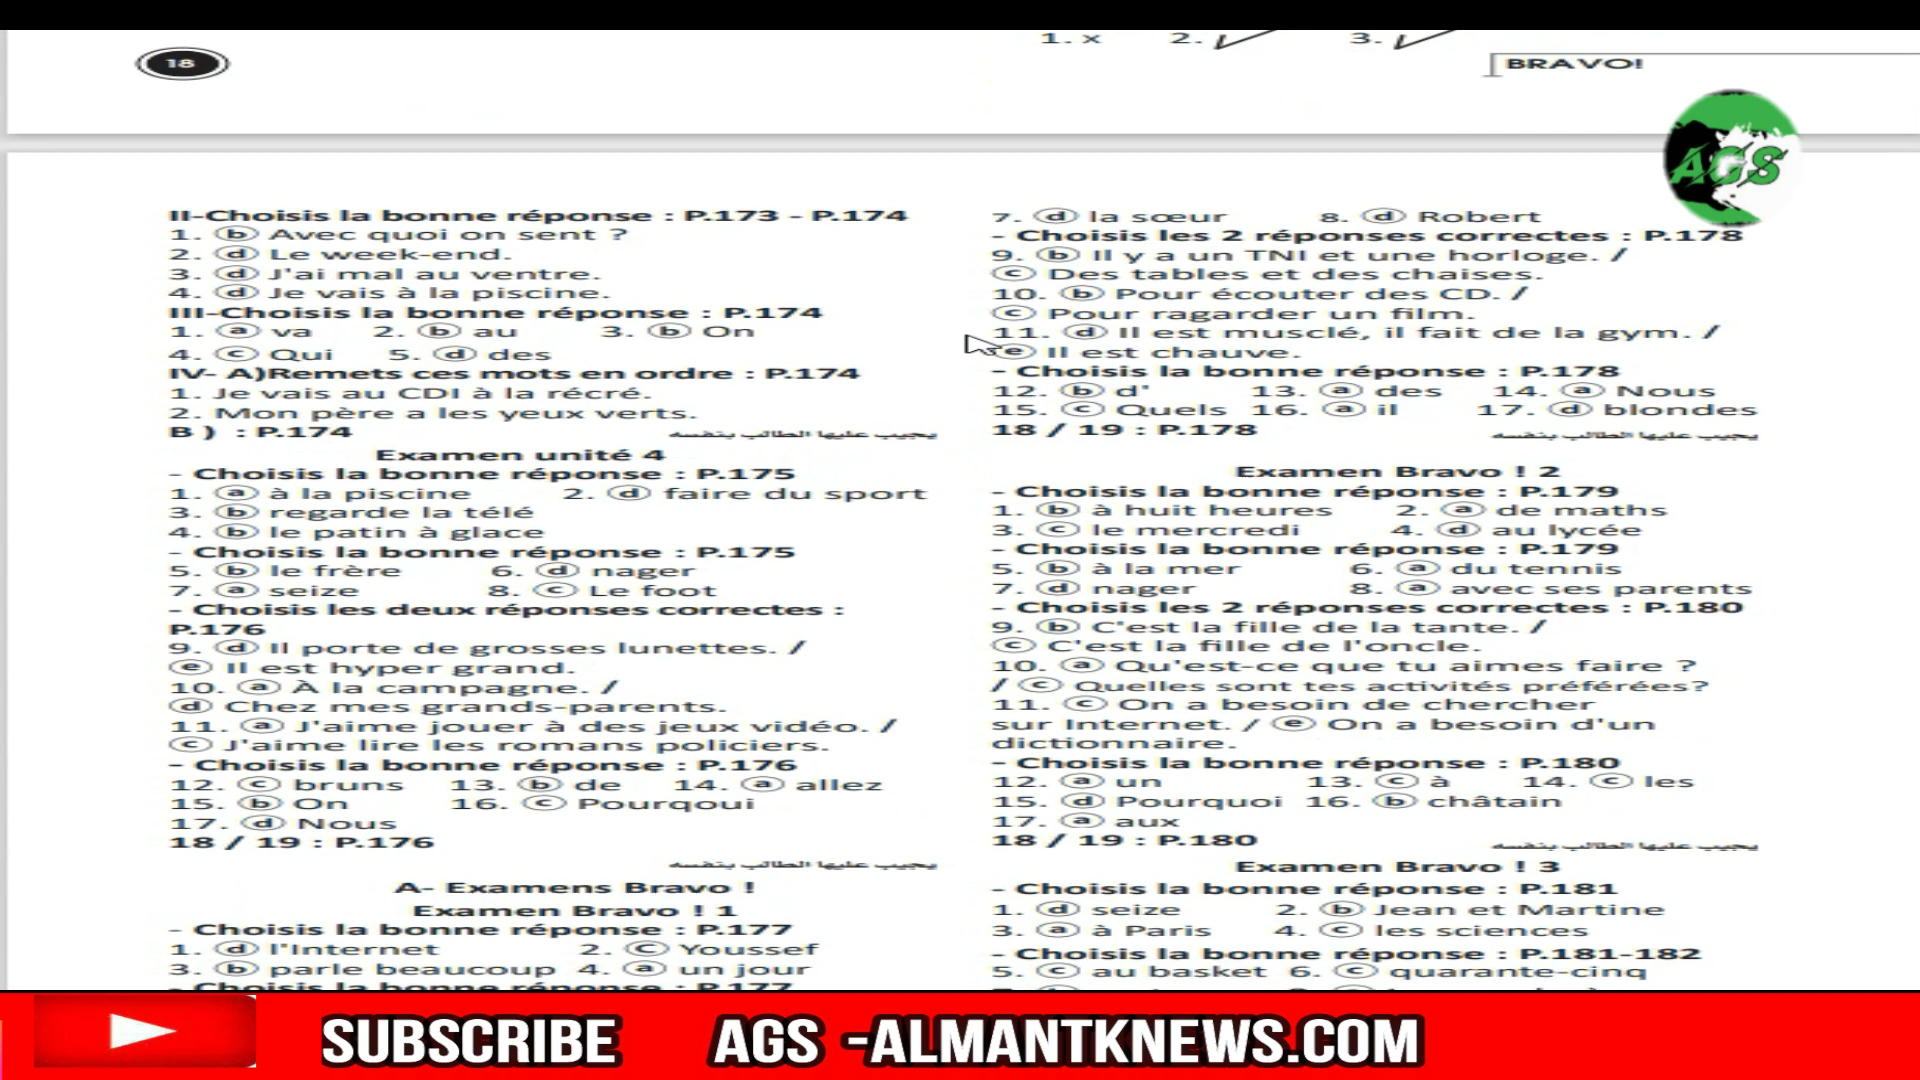 1. x 2. 3.
18
BRAVO!
AGS
II-Choisis la bonne réponse : P.173 - P.174
1. b Avec quoi on sent ?
2. d Le week-end.
3. d J'ai mal au ventre.
4. d Je vais à la piscine.
III-Choisis la bonne réponse : P.174
1. a va 2. b au 3. b On
4. c Qui 5. d des
IV- A)Remets ces mots en ordre : P.174
1. Je vais au CDI à la récré.
2. Mon père a les yeux verts.
B ) : P.174 يجيب عليها الطالب بنفسه
Examen unité 4
- Choisis la bonne réponse : P.175
1. a à la piscine 2. d faire du sport
3. b regarde la télé
4. b le patin à glace
- Choisis la bonne réponse : P.175
5. b le frère 6. d nager
7. a seize 8. c Le foot
- Choisis les deux réponses correctes :
P.176
9. d Il porte de grosses lunettes. /
e Il est hyper grand.
10. a À la campagne. /
d Chez mes grands-parents.
11. a J'aime jouer à des jeux vidéo. /
c J'aime lire les romans policiers.
- Choisis la bonne réponse : P.176
12. c bruns 13. b de 14. a allez
15. b On 16. c Pourqoui
17. d Nous
18 / 19 : P.176
يجيب عليها الطالب بنفسه
A- Examens Bravo !
Examen Bravo ! 1
- Choisis la bonne réponse : P.177
1. d l'Internet 2. C Youssef
3. b parle beaucoup 4. a un jour
- Choisis la bonne réponse : P.177
7. d la sœur 8. d Robert
- Choisis les 2 réponses correctes : P.178
9. b Il y a un TNI et une horloge. /
c Des tables et des chaises.
10. b Pour écouter des CD. /
c Pour ragarder un film.
11. d Il est musclé, il fait de la gym. /
e Il est chauve.
- Choisis la bonne réponse : P.178
12. b d' 13. a des 14. a Nous
15. c Quels 16. a il 17. d blondes
18 / 19 : P.178 يجيب عليها الطالب بنفسه
Examen Bravo ! 2
- Choisis la bonne réponse : P.179
1. b à huit heures 2. a de maths
3. c le mercredi 4. d au lycée
- Choisis la bonne réponse : P.179
5. b à la mer 6. a du tennis
7. d nager 8. a avec ses parents
- Choisis les 2 réponses correctes : P.180
9. b C'est la fille de la tante. /
c C'est la fille de l'oncle.
10. a Qu'est-ce que tu aimes faire ?
/ c Quelles sont tes activités préférées?
11. c On a besoin de chercher
sur Internet. / e On a besoin d'un
dictionnaire.
- Choisis la bonne réponse : P.180
12. a un 13. c à 14. c les
15. d Pourquoi 16. b châtain
17. a aux
18 / 19 : P.180 يجيب عليها الطالب بنفسه
Examen Bravo ! 3
- Choisis la bonne réponse : P.181
1. d seize 2. b Jean et Martine
3. a à Paris 4. c les sciences
- Choisis la bonne réponse : P.181-182
5. c au basket 6. c quarante-cinq
SUBSCRIBE AGS -ALMANTKNEWS.COM